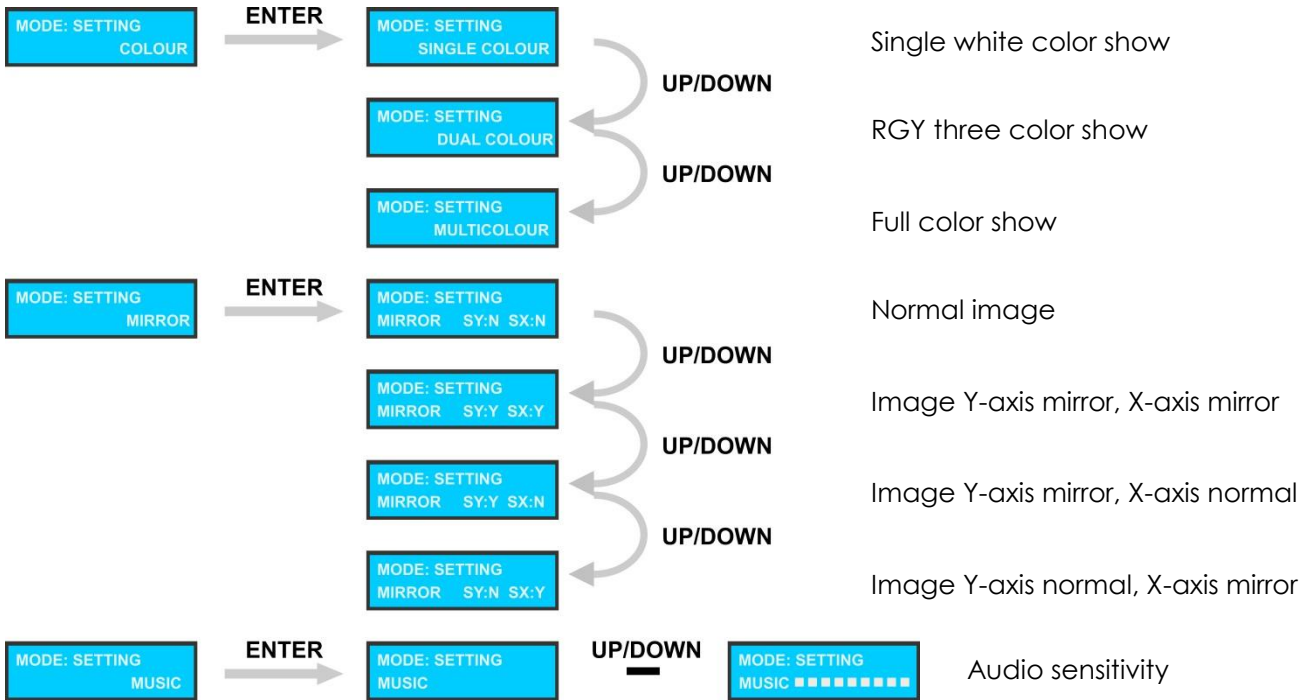 MODE: SETTING
COLOUR
ENTER
MODE: SETTING
SINGLE COLOUR
Single white color show
UP/DOWN
MODE: SETTING
DUAL COLOUR
RGY three color show
UP/DOWN
MODE: SETTING
MULTICOLOUR
Full color show
MODE: SETTING
MIRROR
ENTER
MODE: SETTING
MIRROR SY:N SX:N
Normal image
UP/DOWN
MODE: SETTING
MIRROR SY:Y SX:Y
Image Y-axis mirror, X-axis mirror
UP/DOWN
MODE: SETTING
MIRROR SY:Y SX:N
Image Y-axis mirror, X-axis normal
UP/DOWN
MODE: SETTING
MIRROR SY:N SX:Y
Image Y-axis normal, X-axis mirror
MODE: SETTING
MUSIC
ENTER
MODE: SETTING
MUSIC
UP/DOWN
MODE: SETTING
MUSIC
Audio sensitivity